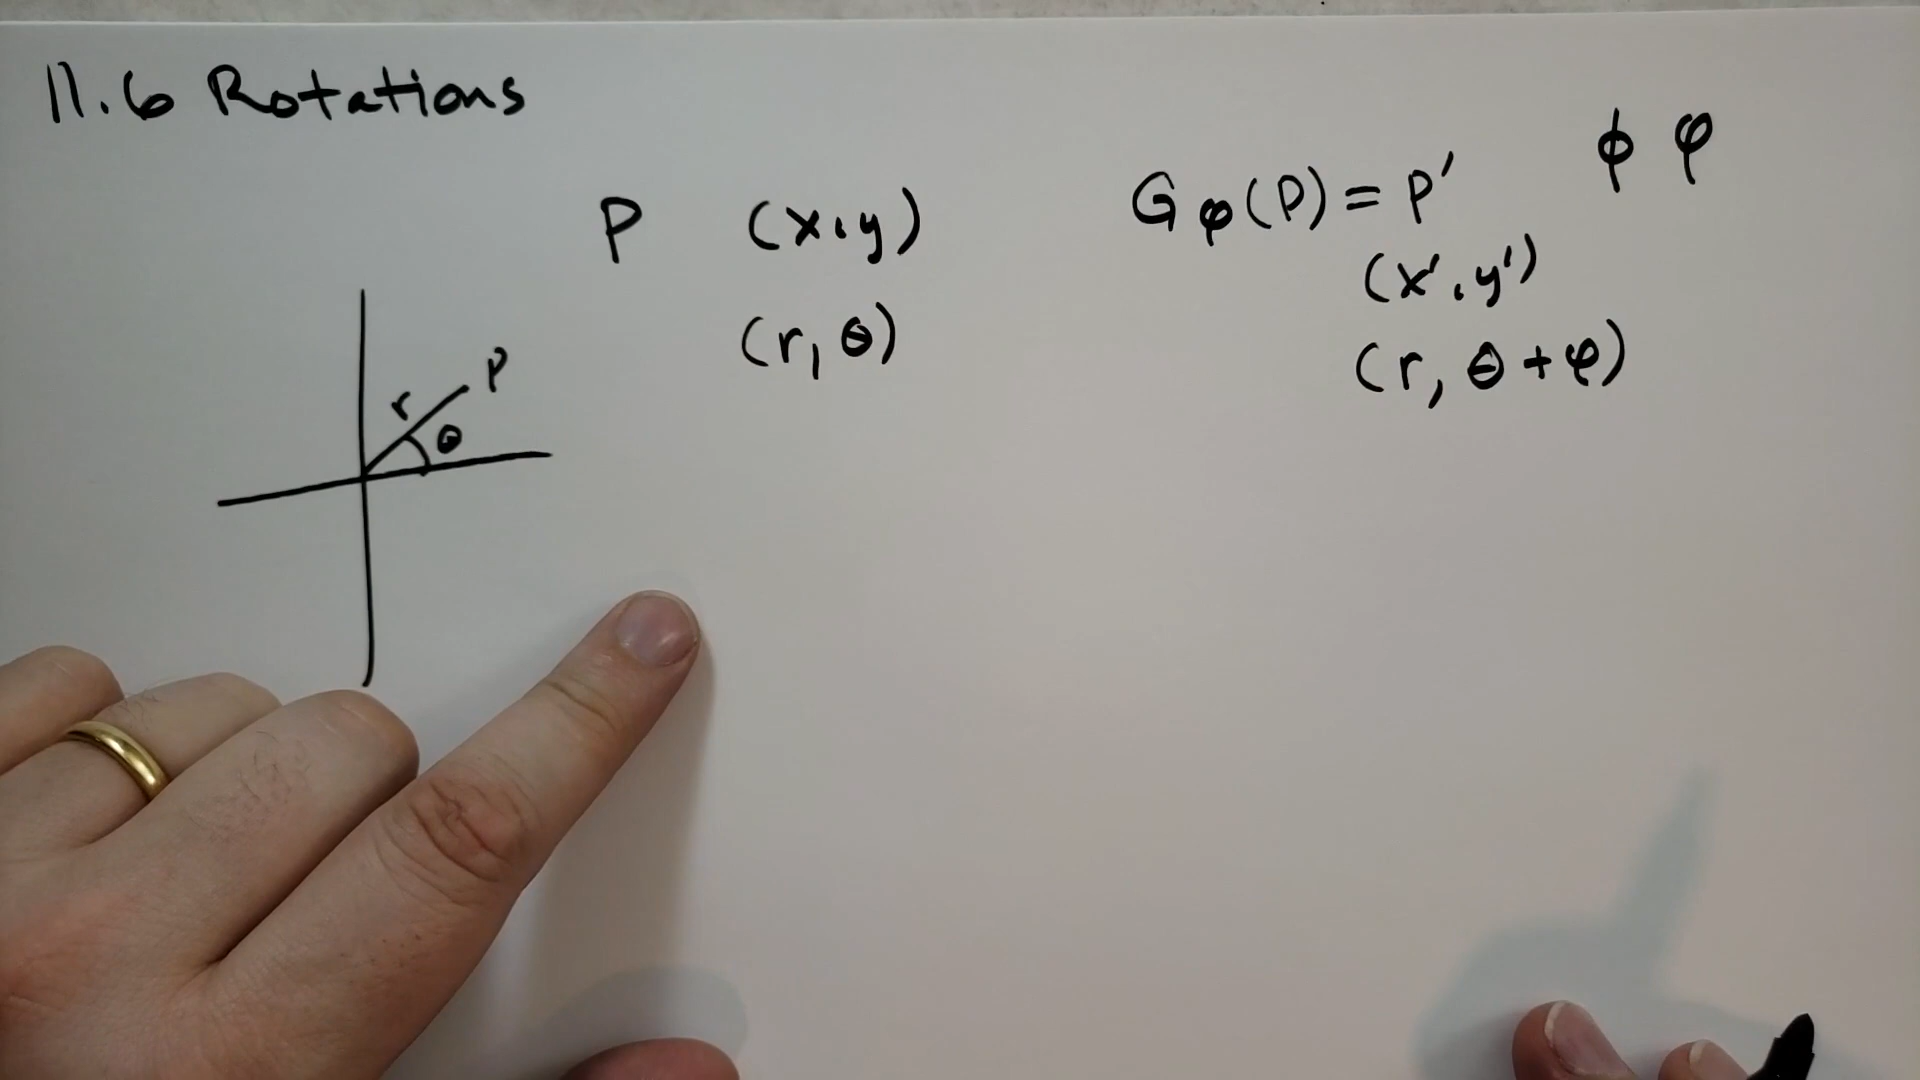 11.6 Rotations
ϕ φ
P (x,y)
(r, θ)
Gφ(P) = P'
(x',y')
(r, θ+φ)
P
r
θ